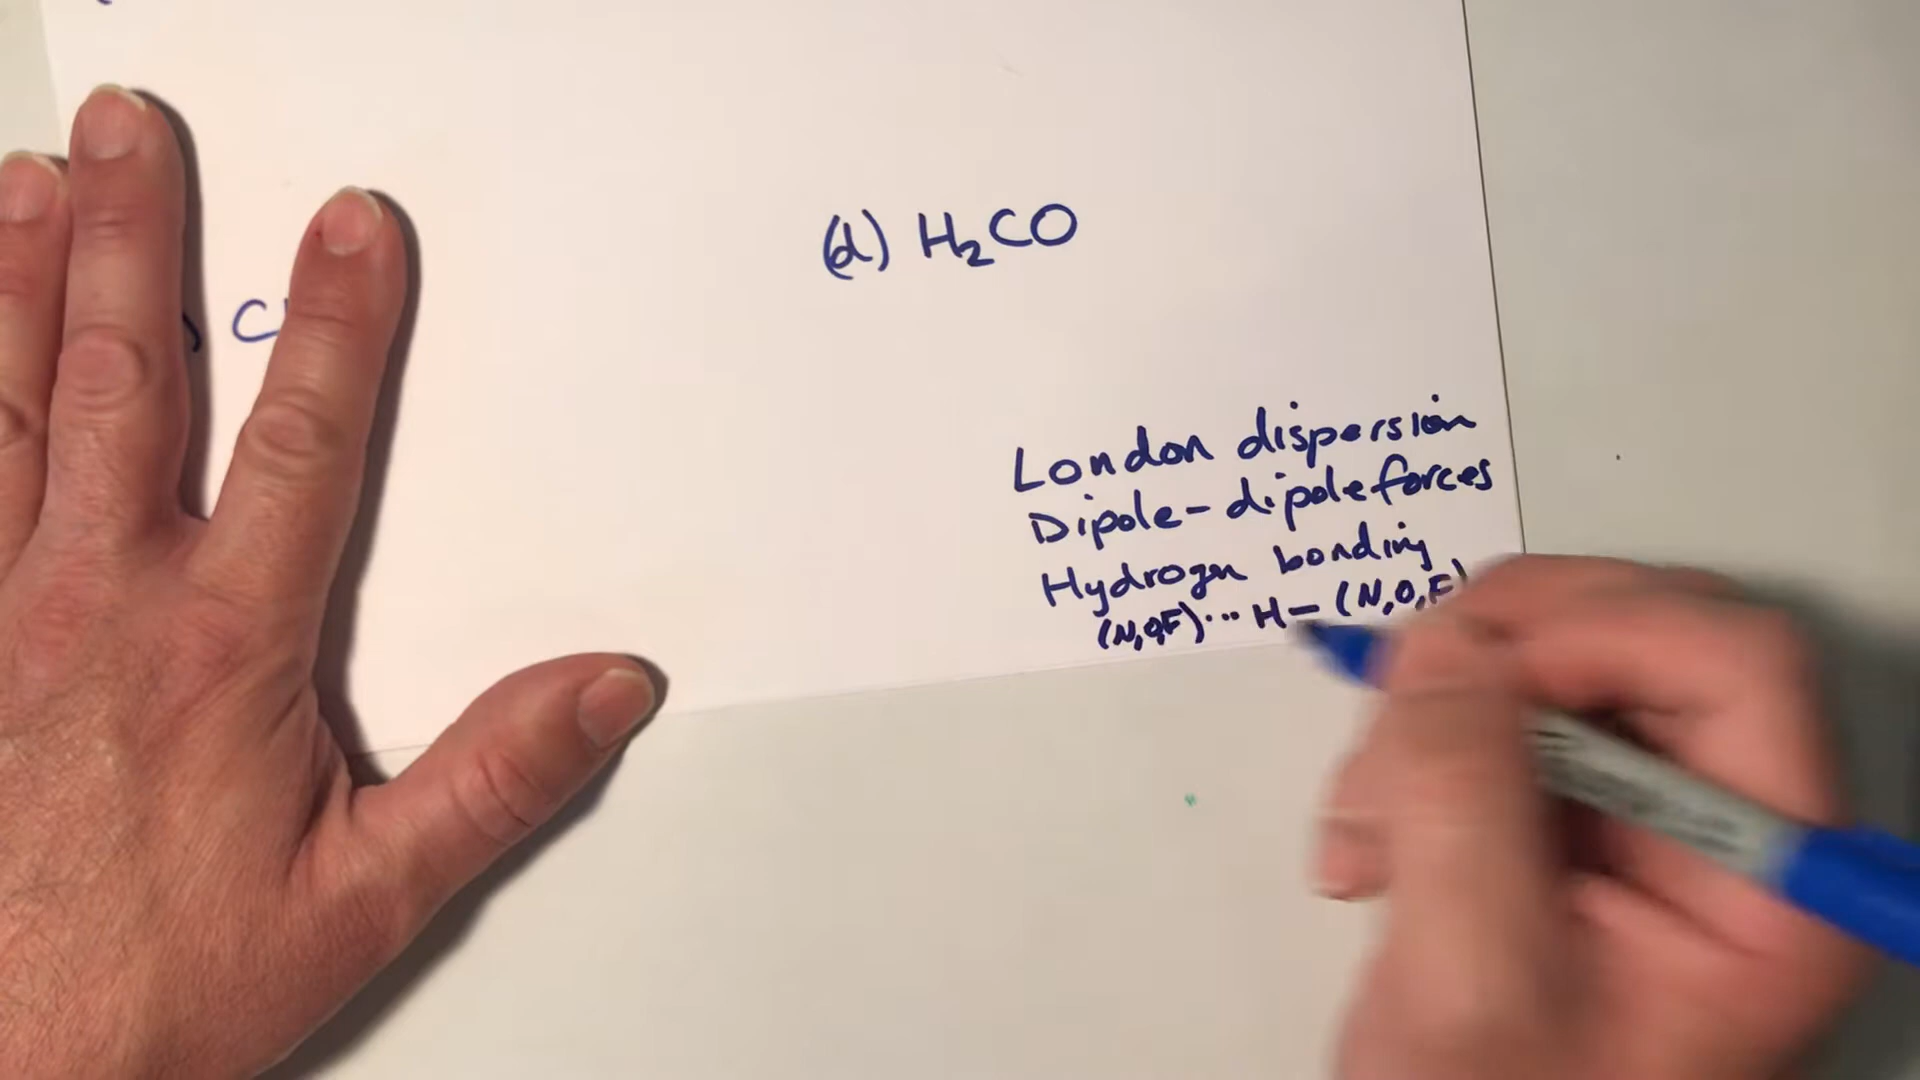 (d) H₂CO
C
London dispersion
Dipole-dipole forces
Hydrogen bonding
(N,O,F)··· H– (N,O,F)